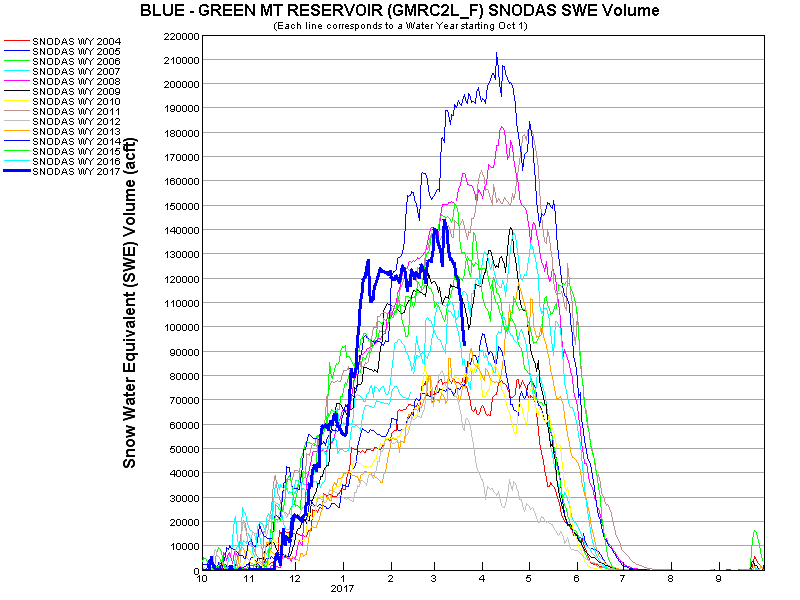 BLUE - GREEN MT RESERVOIR (GMRC2L_F) SNODAS SWE Volume
(Each line corresponds to a Water Year starting Oct 1)
SNODAS WY 2004
SNODAS WY 2005
SNODAS WY 2006
SNODAS WY 2007
SNODAS WY 2008
SNODAS WY 2009
SNODAS WY 2010
SNODAS WY 2011
SNODAS WY 2012
SNODAS WY 2013
SNODAS WY 2014
SNODAS WY 2015
SNODAS WY 2016
SNODAS WY 2017
Snow Water Equivalent (SWE) Volume (acft)
220000
210000
200000
190000
180000
170000
160000
150000
140000
130000
120000
110000
100000
90000
80000
70000
60000
50000
40000
30000
20000
10000
0
10 11 12 1 2 3 4 5 6 7 8 9
2017